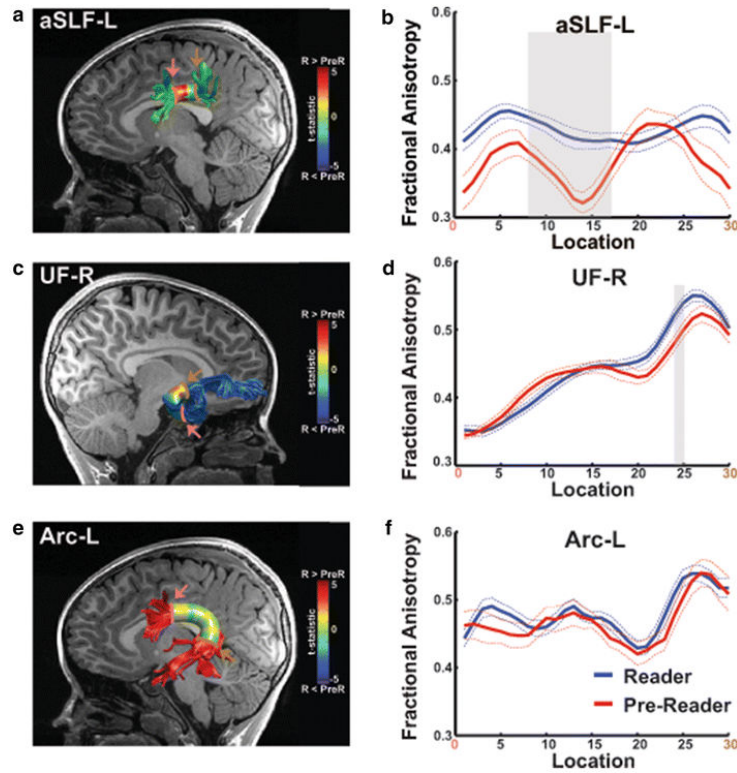 a
aSLF-L
R > PreR
5
t-statistic
0
-5
R < PreR
b
aSLF-L
Fractional Anisotropy
0.6
0.5
0.4
0.3
0
5
10
15
20
25
30
Location
c
UF-R
R > PreR
5
t-statistic
0
-5
R < PreR
d
UF-R
Fractional Anisotropy
0.6
0.5
0.4
0.3
0
5
10
15
20
25
30
Location
e
Arc-L
R > PreR
5
t-statistic
0
-5
R < PreR
f
Arc-L
Fractional Anisotropy
0.6
0.5
0.4
0.3
Reader
Pre-Reader
0
5
10
15
20
25
30
Location